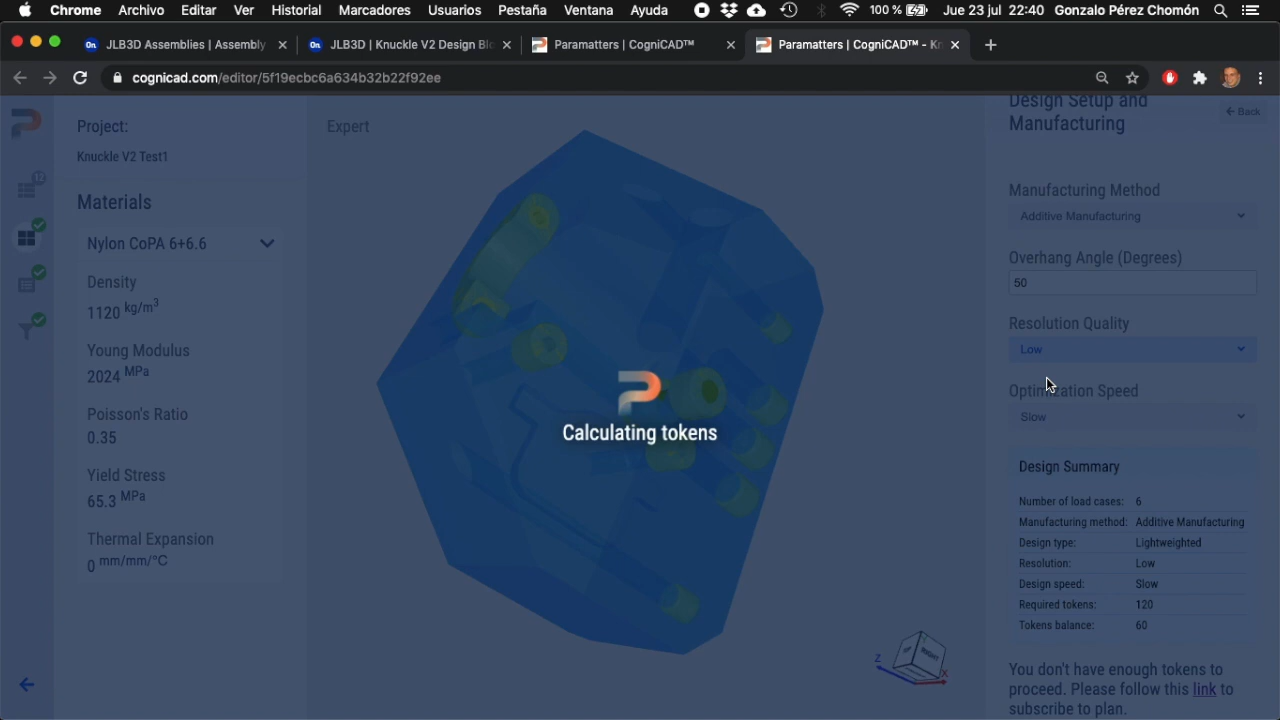 Chrome Archivo Editar Ver Historial Marcadores Usuarios Pestaña Ventana Ayuda 100 % Jue 23 jul 22:40 Gonzalo Pérez Chomón
On JLB3D Assemblies | Assembly
On JLB3D | Knuckle V2 Design Blo
Paramatters | CogniCAD™
Paramatters | CogniCAD™ - Kn
cognicad.com/editor/5f19ecbc6a634b32b22f92ee
Project:
Knuckle V2 Test1
12
Materials
Nylon CoPA 6+6.6
Density
1120 kg/m3
Young Modulus
2024 MPa
Poisson's Ratio
0.35
Yield Stress
65.3 MPa
Thermal Expansion
0 mm/mm/°C
Expert
Calculating tokens
Z
RIGHT
X
Design Setup and
Manufacturing
Back
Manufacturing Method
Additive Manufacturing
Overhang Angle (Degrees)
50
Resolution Quality
Low
Optimization Speed
Slow
Design Summary
Number of load cases: 6
Manufacturing method: Additive Manufacturing
Design type: Lightweighted
Resolution: Low
Design speed: Slow
Required tokens: 120
Tokens balance: 60
You don't have enough tokens to
proceed. Please follow this link to
subscribe to plan.